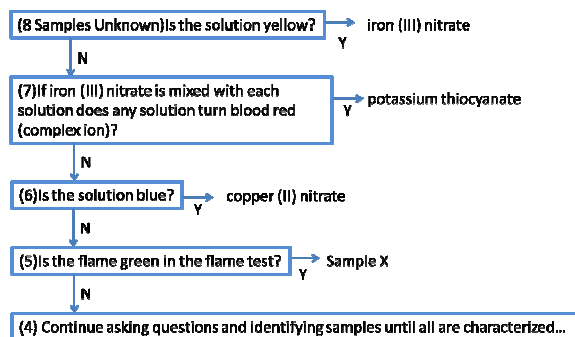 (8 Samples Unknown)Is the solution yellow?
Y
iron (III) nitrate
N
(7)If iron (III) nitrate is mixed with each
solution does any solution turn blood red
(complex ion)?
Y
potassium thiocyanate
N
(6)Is the solution blue?
Y
copper (II) nitrate
N
(5)Is the flame green in the flame test?
Y
Sample X
N
(4) Continue asking questions and identifying samples until all are characterized...